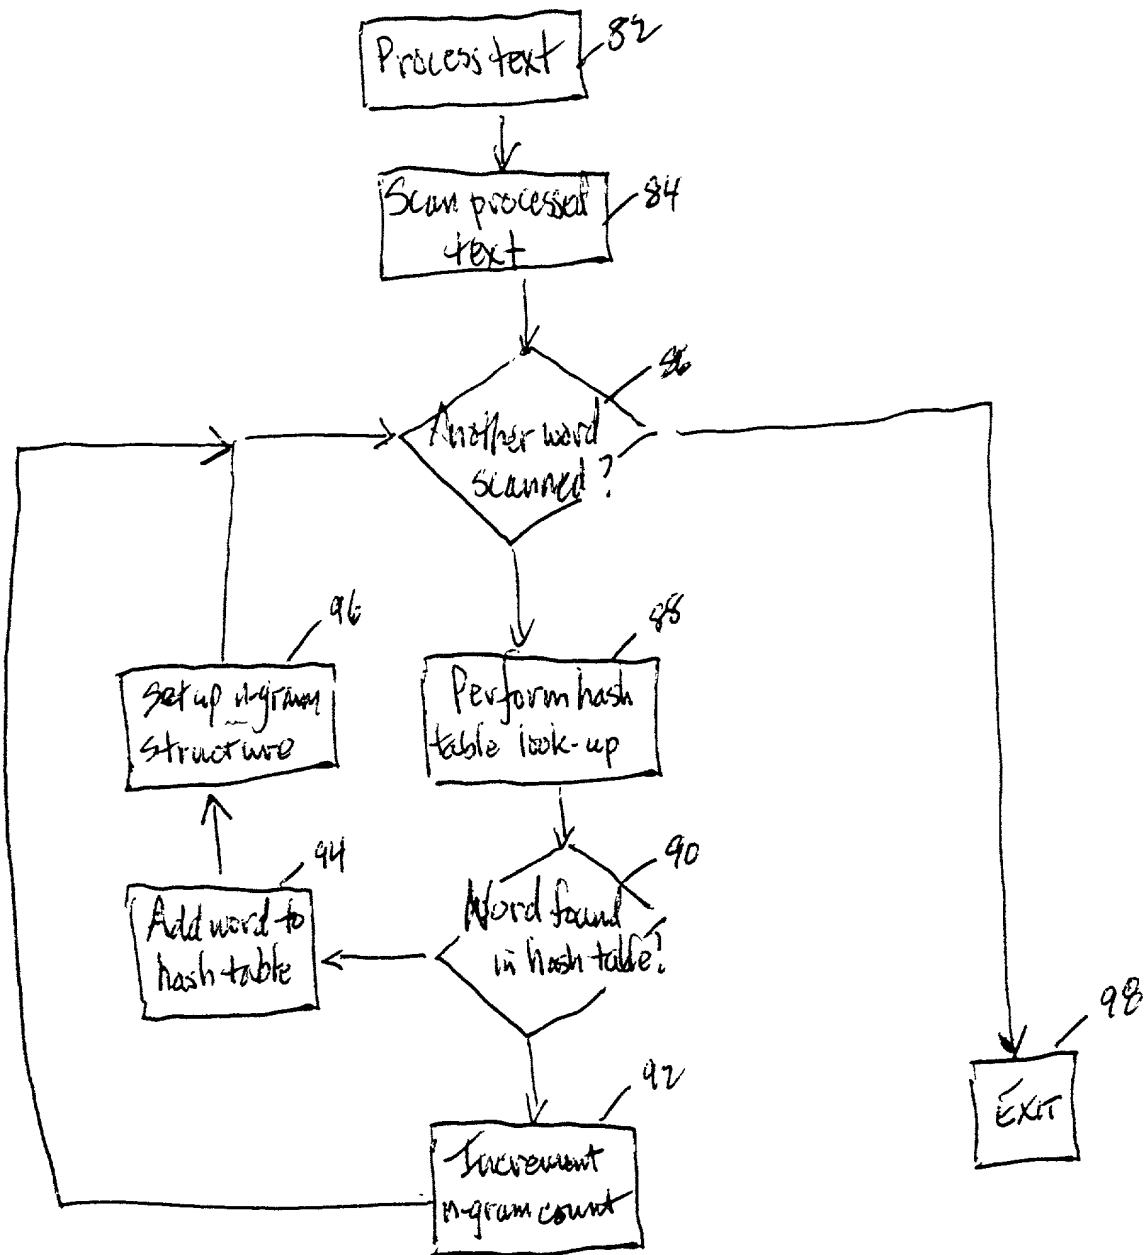 Process text
82
Scan processed
text
84
86
Another word
scanned?
96
88
Set up n-gram
structure
Perform hash
table look-up
94
90
Add word to
hash table
Word found
in hash table?
98
92
EXIT
Increment
n-gram count